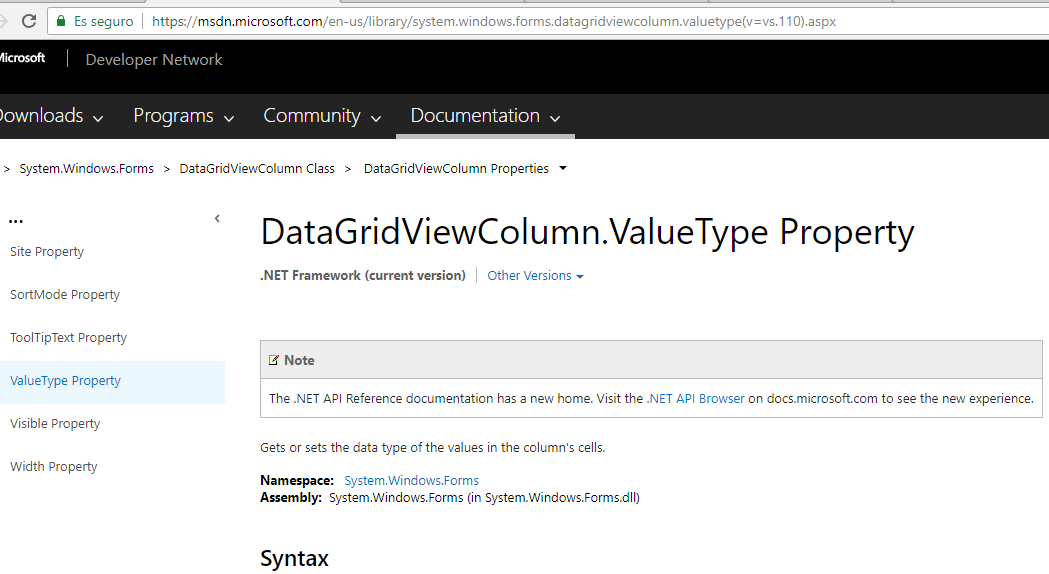 Es seguro https://msdn.microsoft.com/en-us/library/system.windows.forms.datagridviewcolumn.valuetype(v=vs.110).aspx
Microsoft Developer Network
Downloads Programs Community Documentation
> System.Windows.Forms > DataGridViewColumn Class > DataGridViewColumn Properties
...
Site Property
SortMode Property
ToolTipText Property
ValueType Property
Visible Property
Width Property
DataGridViewColumn.ValueType Property
.NET Framework (current version) Other Versions
Note
The .NET API Reference documentation has a new home. Visit the .NET API Browser on docs.microsoft.com to see the new experience.
Gets or sets the data type of the values in the column's cells.
Namespace: System.Windows.Forms
Assembly: System.Windows.Forms (in System.Windows.Forms.dll)
Syntax